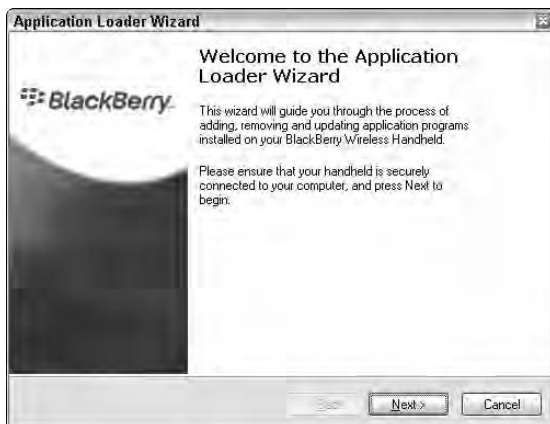 Application Loader Wizard
BlackBerry
Welcome to the Application
Loader Wizard
This wizard will guide you through the process of
adding, removing and updating application programs
installed on your BlackBerry Wireless Handheld.
Please ensure that your handheld is securely
connected to your computer, and press Next to
begin.
Next >
Cancel